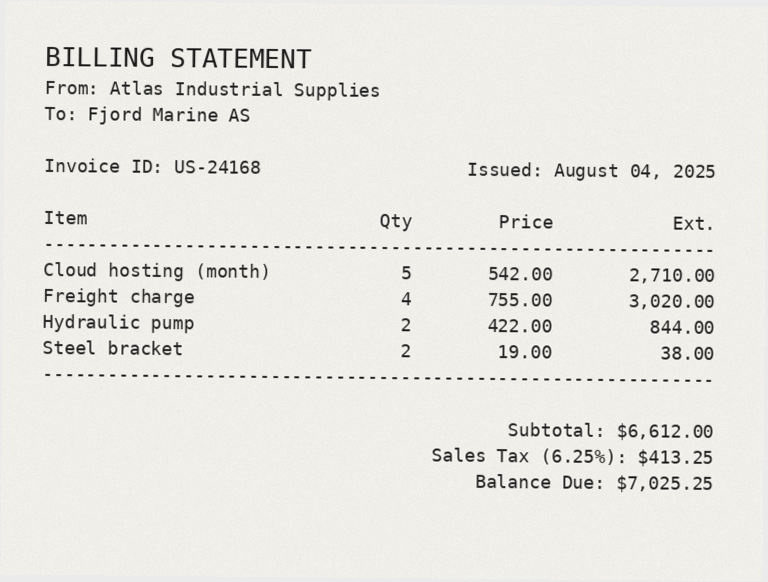 BILLING STATEMENT
From: Atlas Industrial Supplies
To: Fjord Marine AS
Invoice ID: US-24168 Issued: August 04, 2025
Item Qty Price Ext.
--------------------------------------------------------------
Cloud hosting (month) 5 542.00 2,710.00
Freight charge 4 755.00 3,020.00
Hydraulic pump 2 422.00 844.00
Steel bracket 2 19.00 38.00
--------------------------------------------------------------
Subtotal: $6,612.00
Sales Tax (6.25%): $413.25
Balance Due: $7,025.25